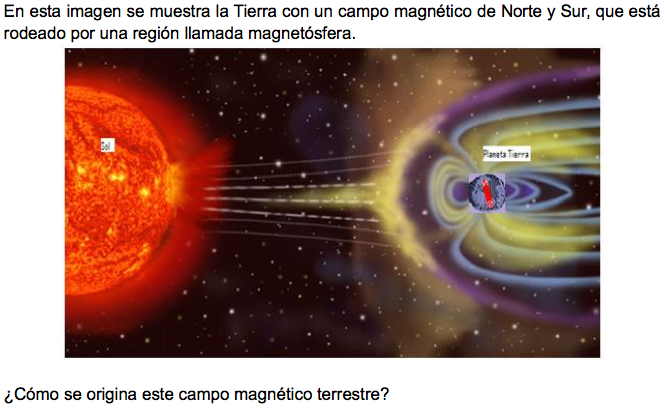 En esta imagen se muestra la Tierra con un campo magnético de Norte y Sur, que está
rodeado por una región llamada magnetósfera.
Sol
Planeta Tierra
¿Cómo se origina este campo magnético terrestre?